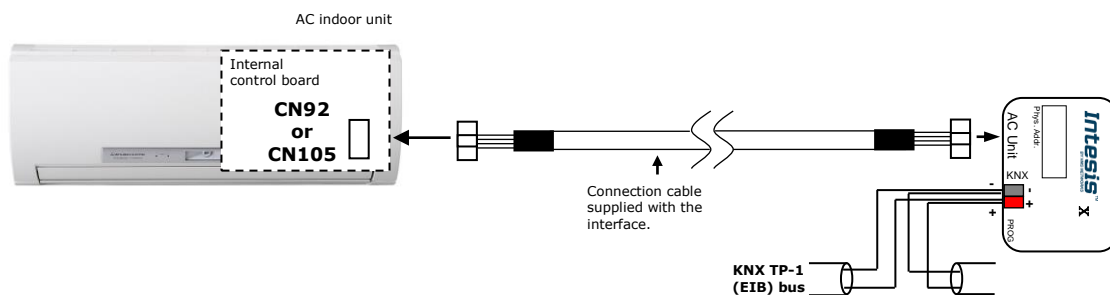 AC indoor unit
Internal
control board
CN92
or
CN105
Connection cable
supplied with the
interface.
AC Unit
Phys. Addr.
Intesis™
X
KNX
-
-
+
+
PROG
KNX TP-1
(EIB) bus